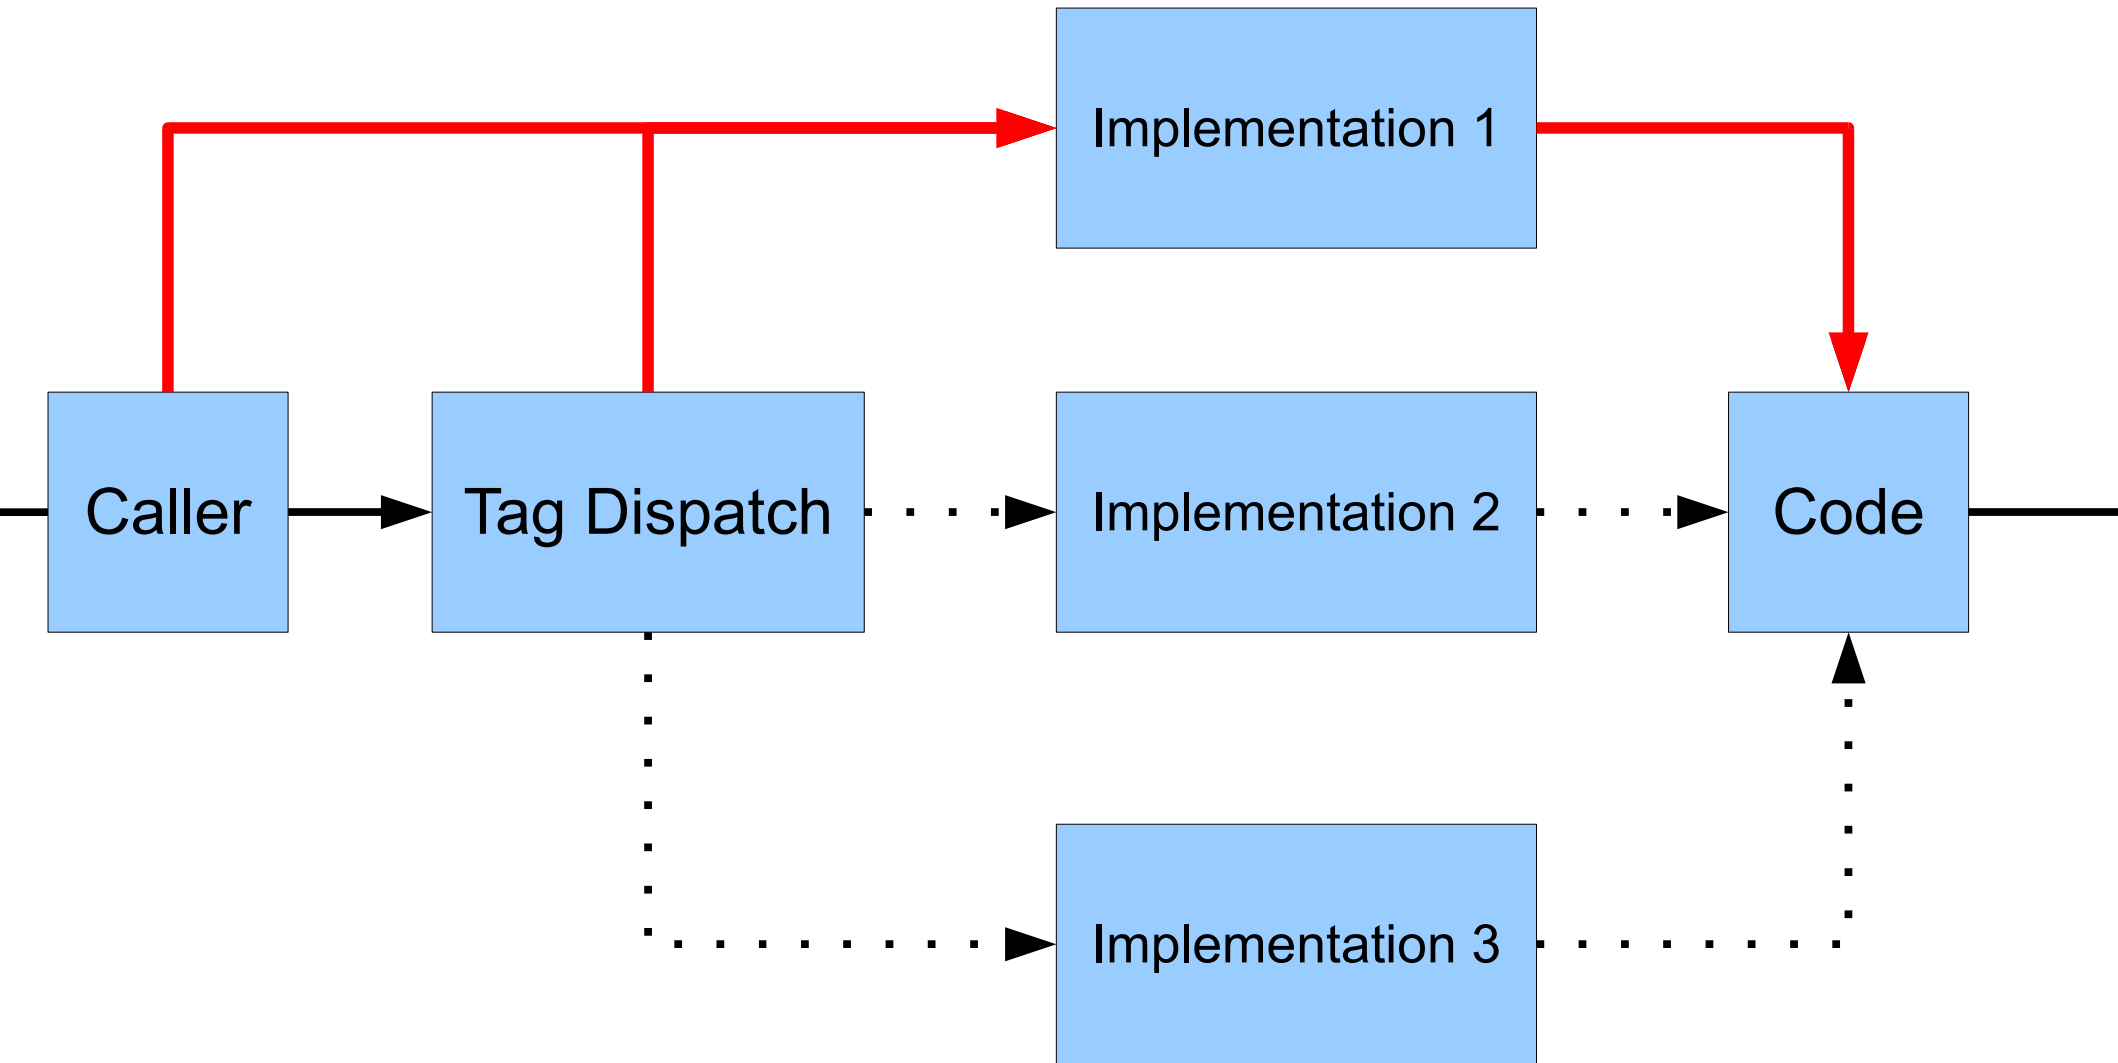 Implementation 1
Caller
Tag Dispatch
Implementation 2
Code
Implementation 3